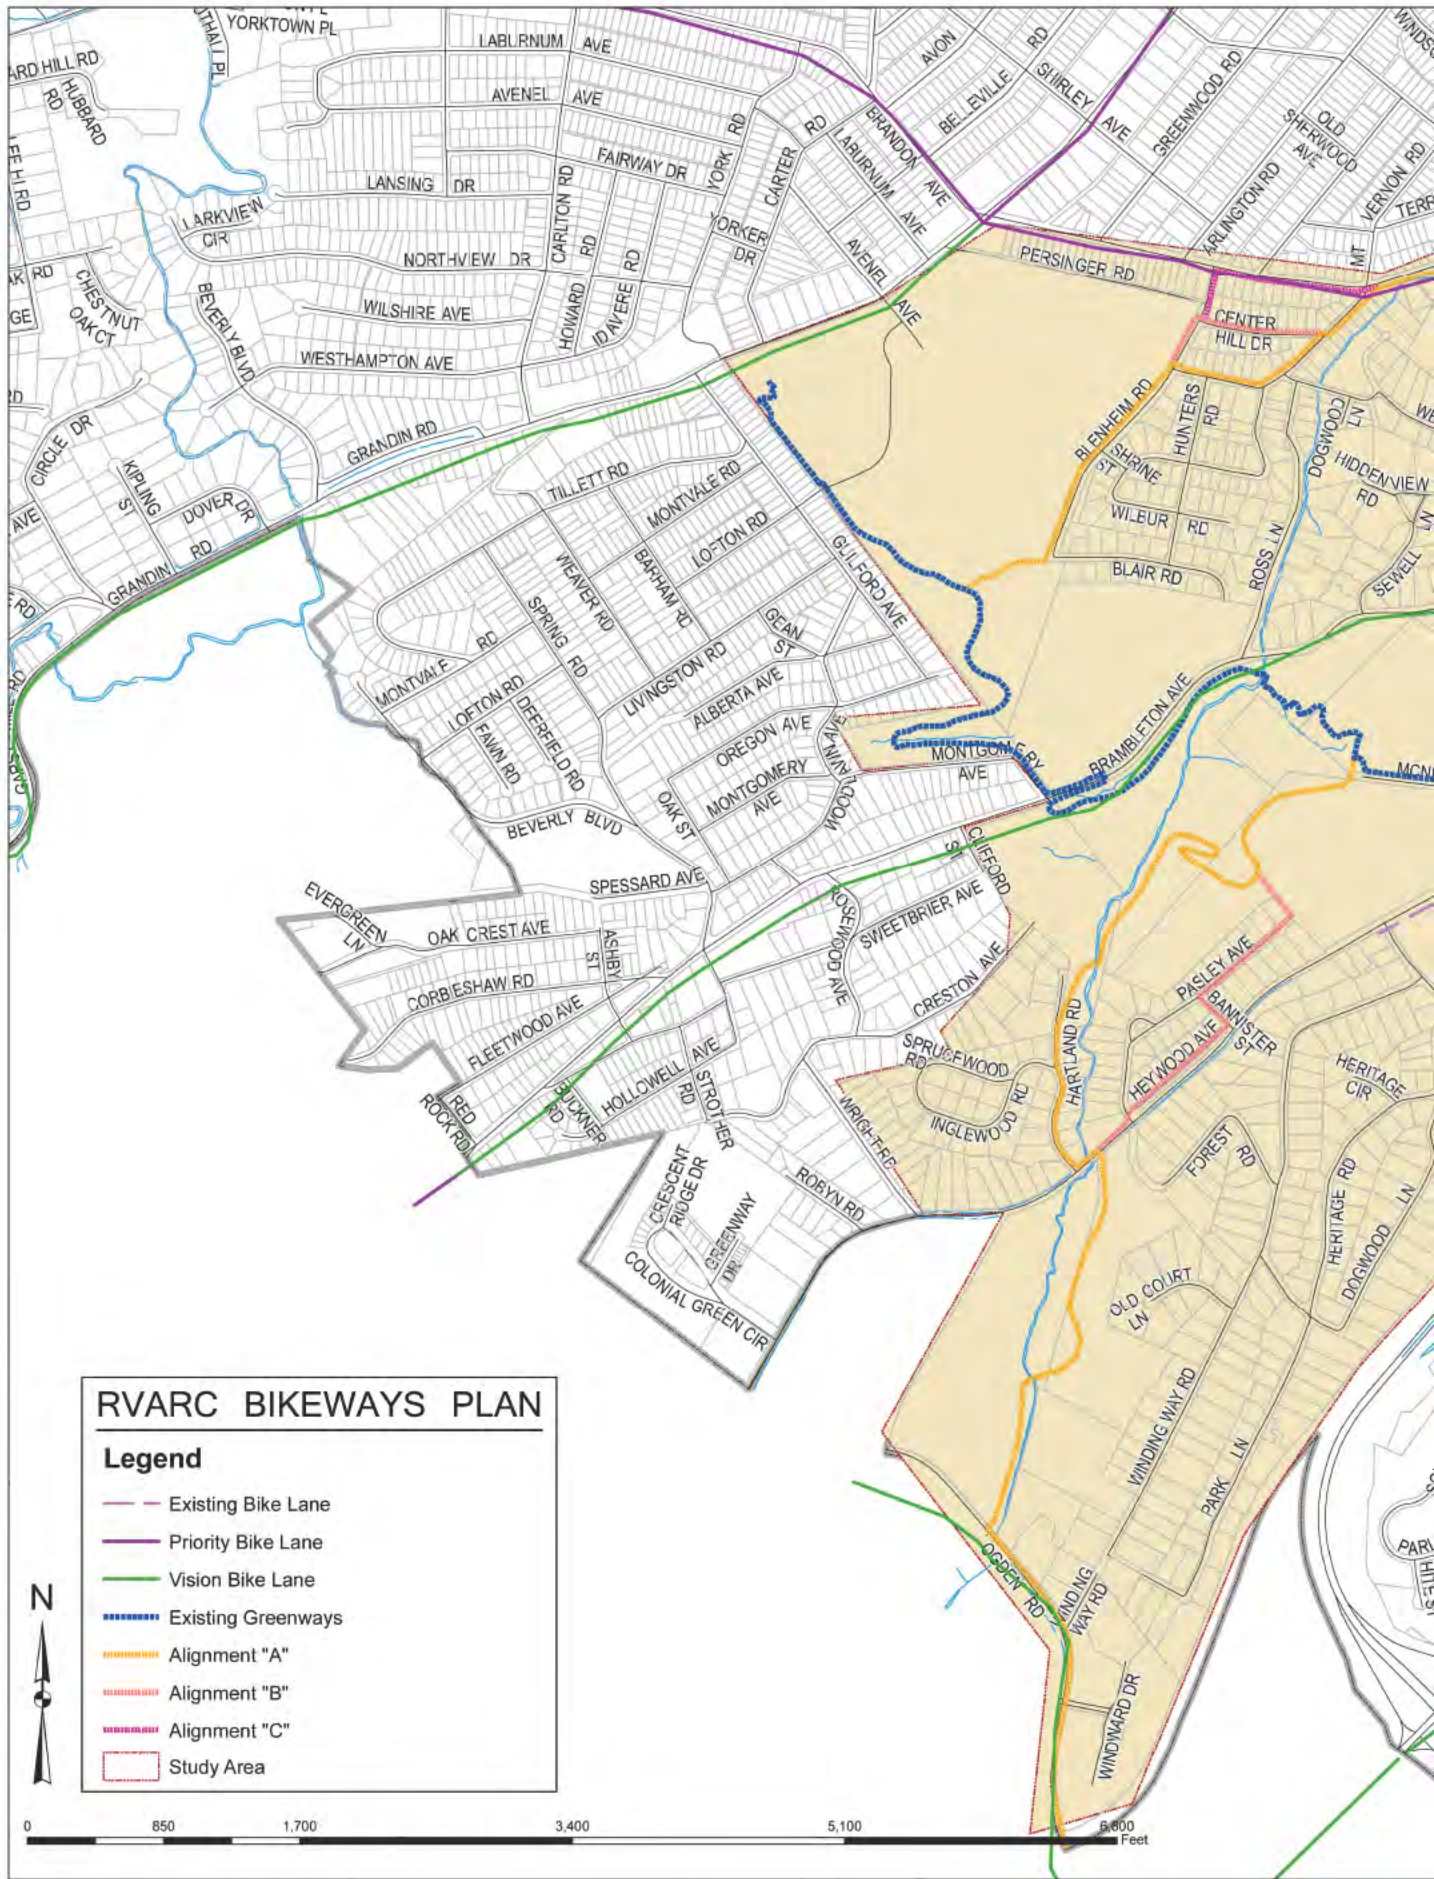 YORKTOWN PL
LABURNUM AVE
AVON
RD
SHIRLEY AVE
BELLEVILLE
GREENWOOD RD
OLD SHERWOOD AVE
HUBBARD RD
AVENEL AVE
YORK RD
CARTER RD
LABURNUM AVE
BRANDON AVE
FAIRWAY DR
LANSING DR
CARLTON RD
ARLINGTON RD
VERNON RD
MT
LARKVIEW CIR
YORKER DR
AVENEL AVE
NORTHVIEW DR
HOWARD RD
IDAVERE RD
PERSINGER RD
CHESTNUT
OAK CT
BEVERLY BLVD
WILSHIRE AVE
WESTHAMPTON AVE
CENTER
HILL DR
BLENHEIM RD
HUNTERS RD
DOGWOOD LN
CIRCLE DR
KIPLING ST
DOVER DR
GRANDIN RD
SHRINE ST
HIDDENVIEW RD
TILLETT RD
MONTVALE RD
WILBUR RD
ROSS LN
SEWELL LN
GRANDIN RD
LOFTON RD
BLAIR RD
WEAVER RD
BARHAM RD
GUILFORD AVE
SPRING RD
GEAN ST
MONTVALE RD
LIVINGSTON RD
LOFTON RD
DEERFIELD RD
ALBERTA AVE
FAWN RD
OREGON AVE
MONTGOMERY AVE
BRAMBLETON AVE
MONTGOMERY AVE
OAK ST
BEVERLY BLVD
CLIFFORD ST
SPESSARD AVE
EVERGREEN LN
OAK CREST AVE
ASHBY ST
ROSEWOOD AVE
SWEETBRIER AVE
CORBIESHAW RD
CRESTON AVE
PASLEY AVE
BANNISTER ST
FLEETWOOD AVE
SPRUCEWOOD RD
HARTLAND RD
HEYWOOD AVE
HERITAGE CIR
RED ROCK RD
BUCKNER RD
HOLLOWELL AVE
STROTHER RD
INGLEWOOD RD
WRIGHT RD
FOREST RD
CRESCENT RIDGE DR
GREENWAY DR
ROBYN RD
HERITAGE RD
DOGWOOD LN
COLONIAL GREEN CIR
OLD COURT LN
WINDING WAY RD
PARK LN
OGDEN RD
WINDING WAY RD
WINDWARD DR
RVARC BIKEWAYS PLAN
Legend
Existing Bike Lane
Priority Bike Lane
Vision Bike Lane
Existing Greenways
Alignment "A"
Alignment "B"
Alignment "C"
Study Area
N
0 850 1,700 3,400 5,100 6,800
Feet